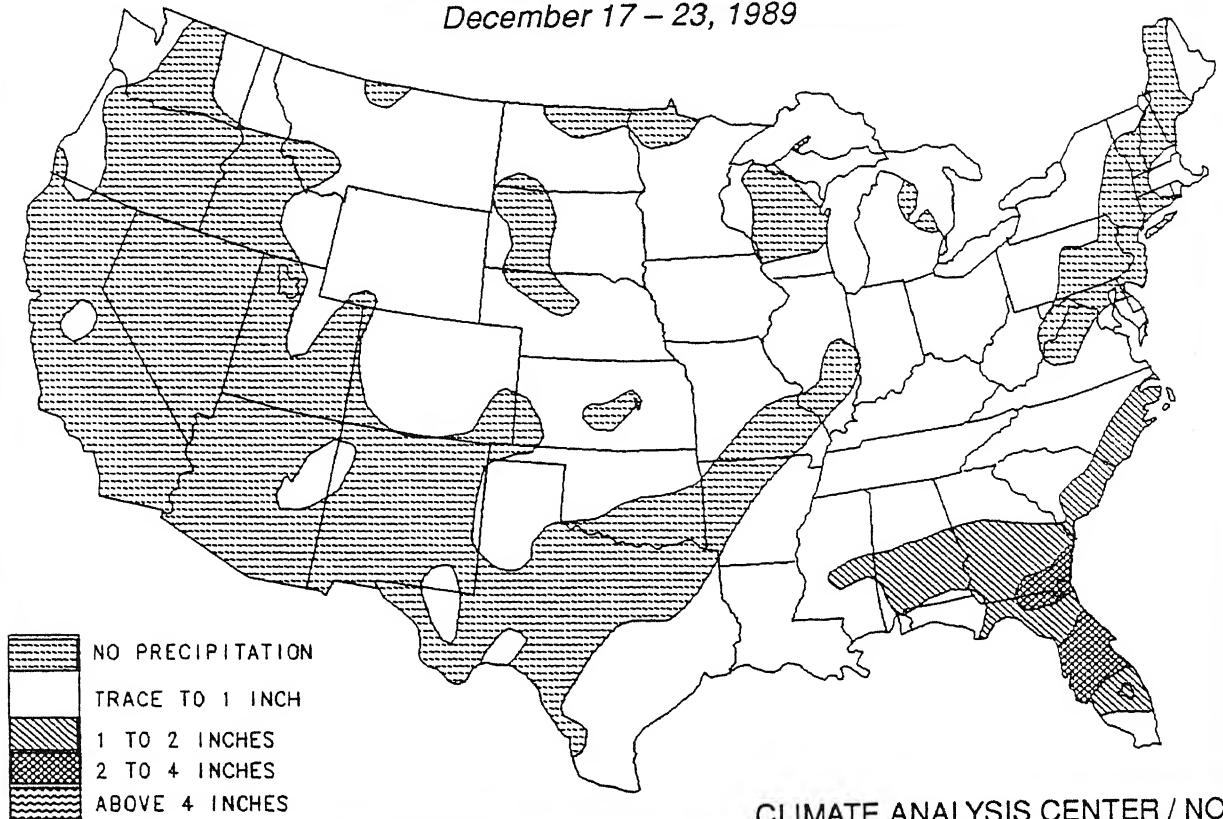 December 17 – 23, 1989
NO PRECIPITATION
TRACE TO 1 INCH
1 TO 2 INCHES
2 TO 4 INCHES
ABOVE 4 INCHES
CLIMATE ANALYSIS CENTER / NO